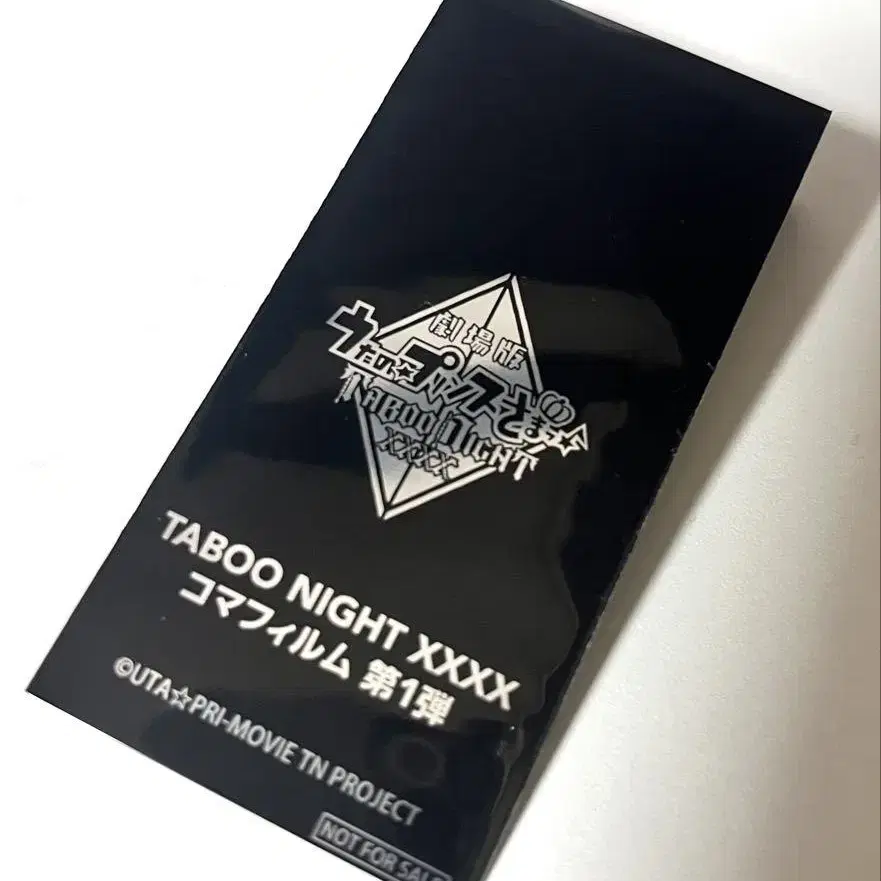 劇場版
うたの☆プリンスさまっ♪
TABOO NIGHT
XXXX
TABOO NIGHT XXXX
コマフィルム 第1弾
©UTA☆PRI-MOVIE TN PROJECT
NOT FOR SALE